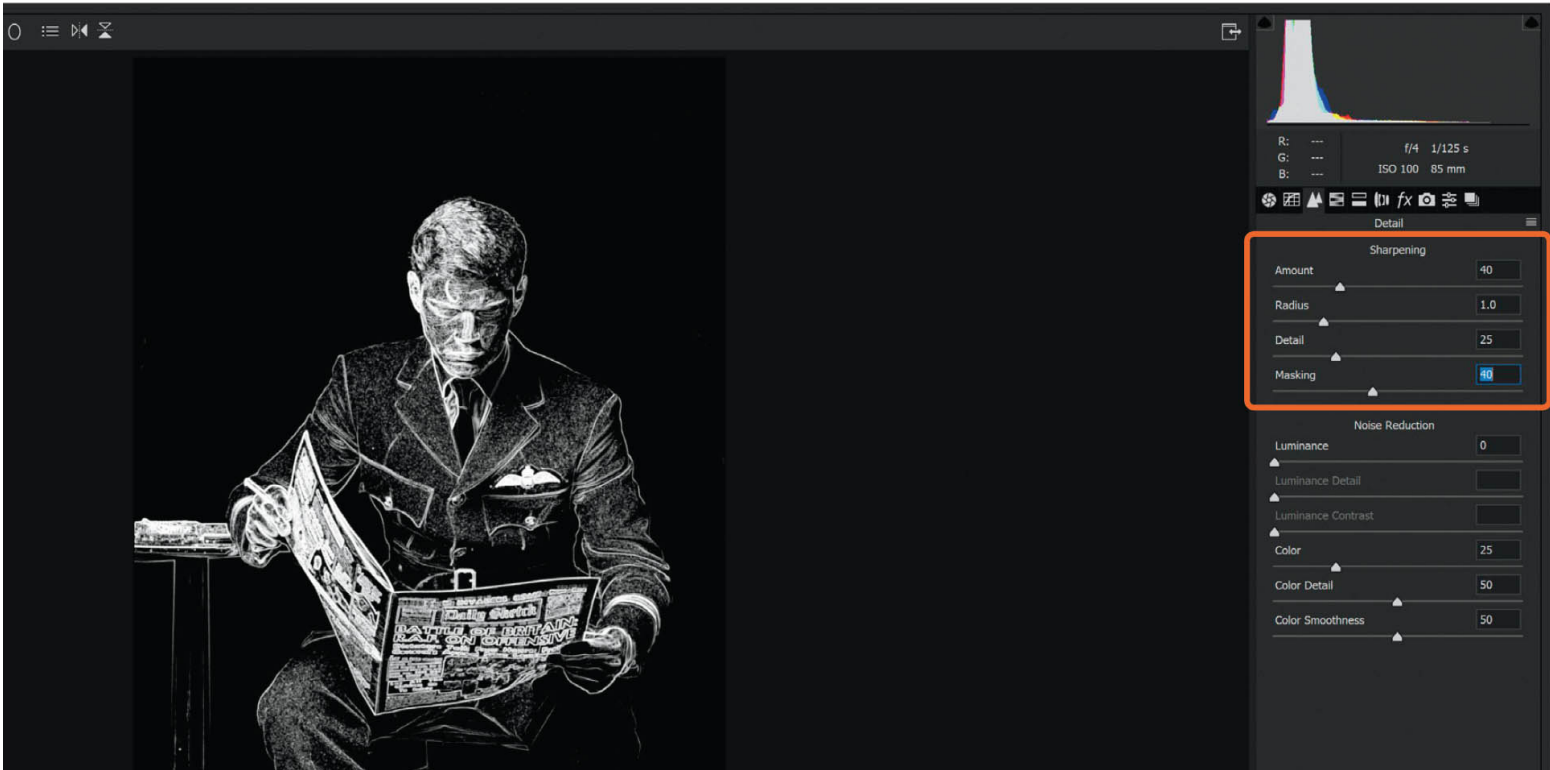 R: ---
G: ---
B: ---
f/4 1/125 s
ISO 100 85 mm
fx
Detail
Sharpening
Amount 40
Radius 1.0
Detail 25
Masking 40
Noise Reduction
Luminance 0
Luminance Detail
Luminance Contrast
Color 25
Color Detail 50
Color Smoothness 50
Daily Sketch
BATTLE OF BRITAIN:
R.A.F. ON OFFENSIVE